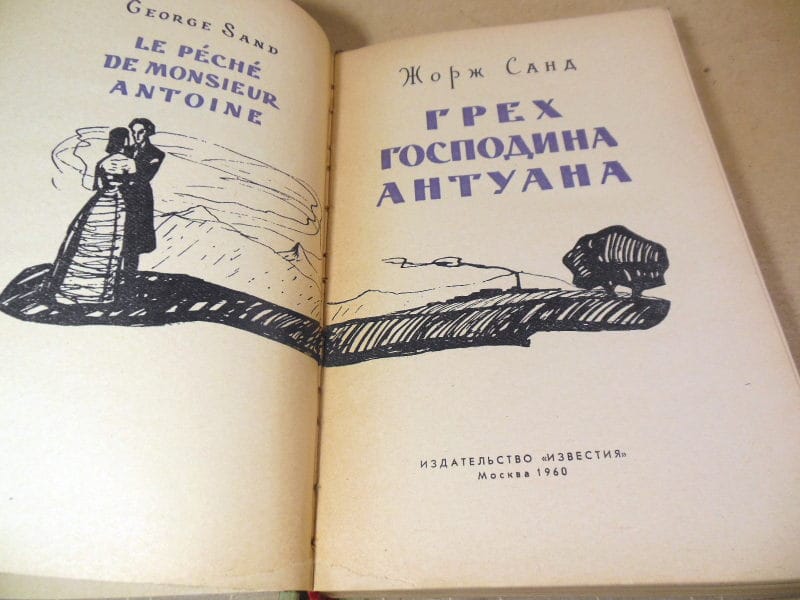 GEORGE SAND
LE PÉCHÉ
DE MONSIEUR
ANTOINE
Жорж Санд
ГРЕХ
ГОСПОДИНА
АНТУАНА
ИЗДАТЕЛЬСТВО «ИЗВЕСТИЯ»
Москва 1960